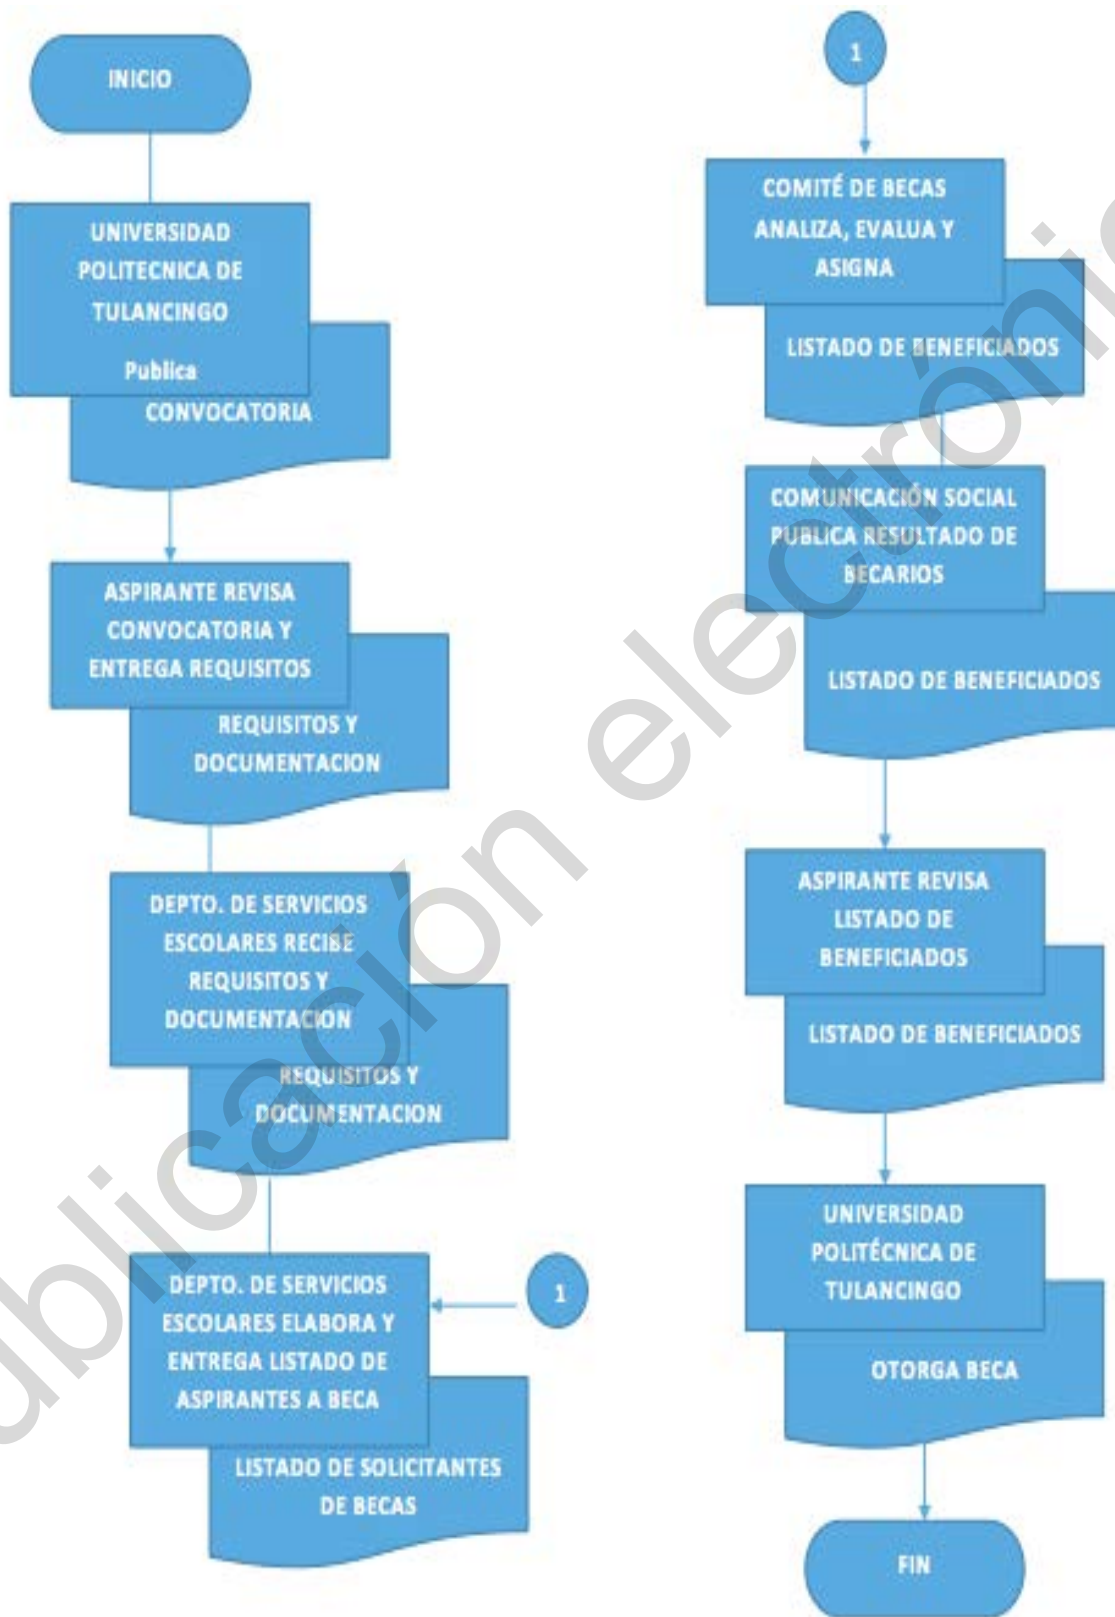 INICIO
UNIVERSIDAD
POLITECNICA DE
TULANCINGO
Publica
CONVOCATORIA
ASPIRANTE REVISA
CONVOCATORIA Y
ENTREGA REQUISITOS
REQUISITOS Y
DOCUMENTACION
DEPTO. DE SERVICIOS
ESCOLARES RECIBE
REQUISITOS Y
DOCUMENTACION
REQUISITOS Y
DOCUMENTACION
DEPTO. DE SERVICIOS
ESCOLARES ELABORA Y
ENTREGA LISTADO DE
ASPIRANTES A BECA
1
LISTADO DE SOLICITANTES
DE BECAS
1
COMITÉ DE BECAS
ANALIZA, EVALUA Y
ASIGNA
LISTADO DE BENEFICIADOS
COMUNICACIÓN SOCIAL
PUBLICA RESULTADO DE
BECARIOS
LISTADO DE BENEFICIADOS
ASPIRANTE REVISA
LISTADO DE
BENEFICIADOS
LISTADO DE BENEFICIADOS
UNIVERSIDAD
POLITÉCNICA DE
TULANCINGO
OTORGA BECA
FIN
ublicación electrónic